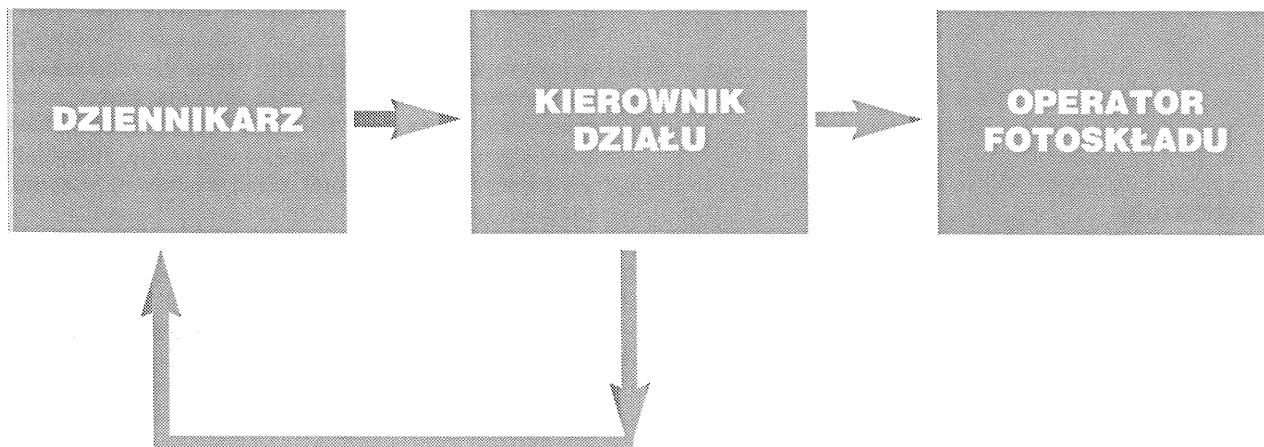 DZIENNIKARZ
KIEROWNIK
DZIAŁU
OPERATOR
FOTOSKŁADU